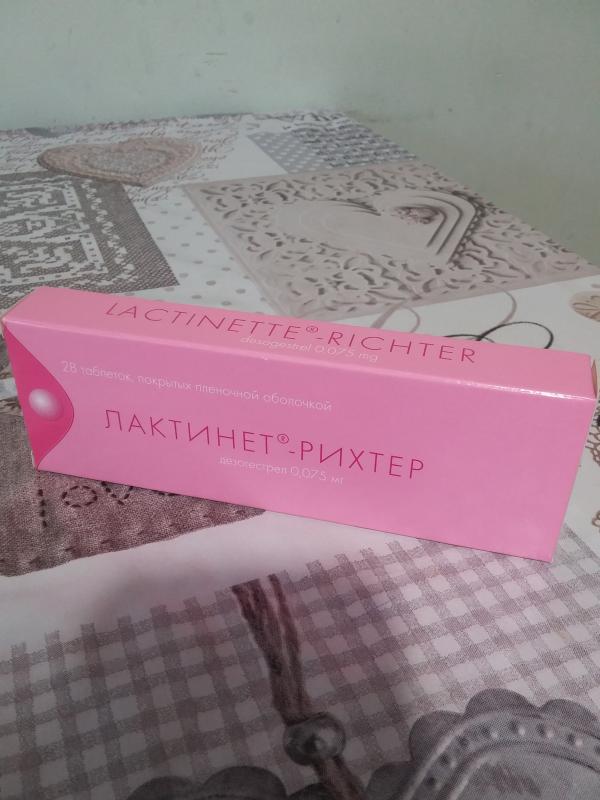 LACTINETTE®-RICHTER
desogestrel 0,075 mg
28 таблеток, покрытых пленочной оболочкой
ЛАКТИНЕТ®-РИХТЕР
дезогестрел 0,075 мг